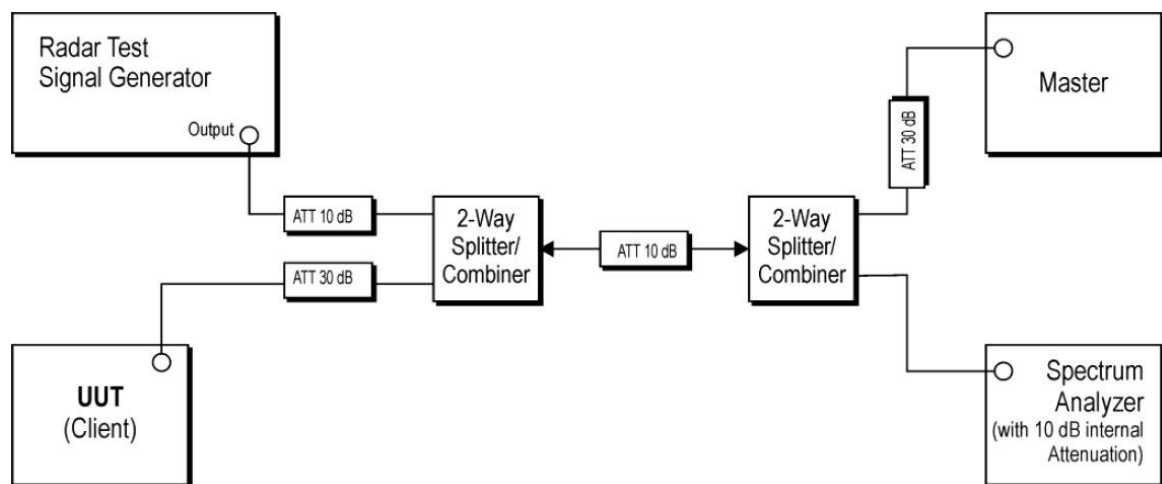 Radar Test
Signal Generator
Output
Master
ATT 30 dB
ATT 10 dB
2-Way
Splitter/
Combiner
ATT 10 dB
2-Way
Splitter/
Combiner
ATT 30 dB
UUT
(Client)
Spectrum
Analyzer
(with 10 dB internal
Attenuation)